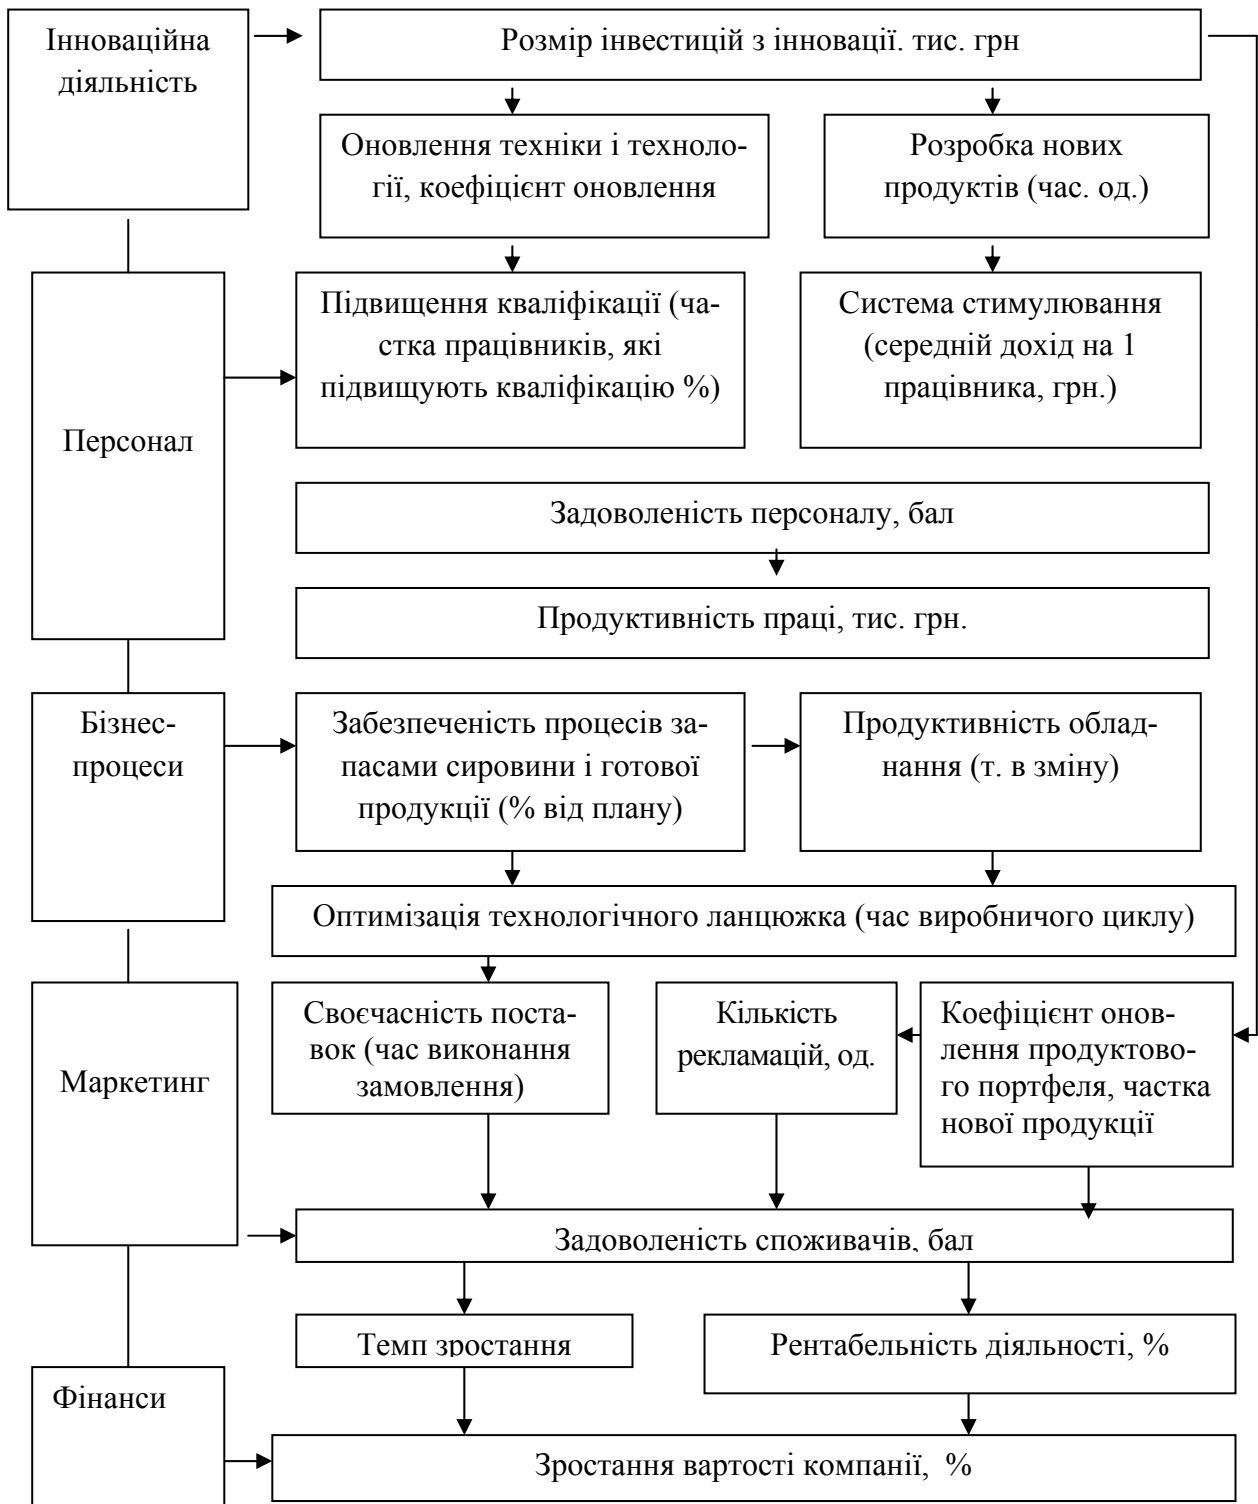 Інноваційна
діяльність
Розмір інвестицій з інновації. тис. грн
Оновлення техніки і техноло-
гії, коефіцієнт оновлення
Розробка нових
продуктів (час. од.)
Персонал
Підвищення кваліфікації (ча-
стка працівників, які
підвищують кваліфікацію %)
Система стимулювання
(середній дохід на 1
працівника, грн.)
Задоволеність персоналу, бал
Продуктивність праці, тис. грн.
Бізнес-
процеси
Забезпеченість процесів за-
пасами сировини і готової
продукції (% від плану)
Продуктивність облад-
нання (т. в зміну)
Оптимізація технологічного ланцюжка (час виробничого циклу)
Маркетинг
Своєчасність поста-
вок (час виконання
замовлення)
Кількість
рекламацій, од.
Коефіцієнт онов-
лення продуктово-
го портфеля, частка
нової продукції
Задоволеність споживачів, бал
Темп зростання
Рентабельність діяльності, %
Фінанси
Зростання вартості компанії, %